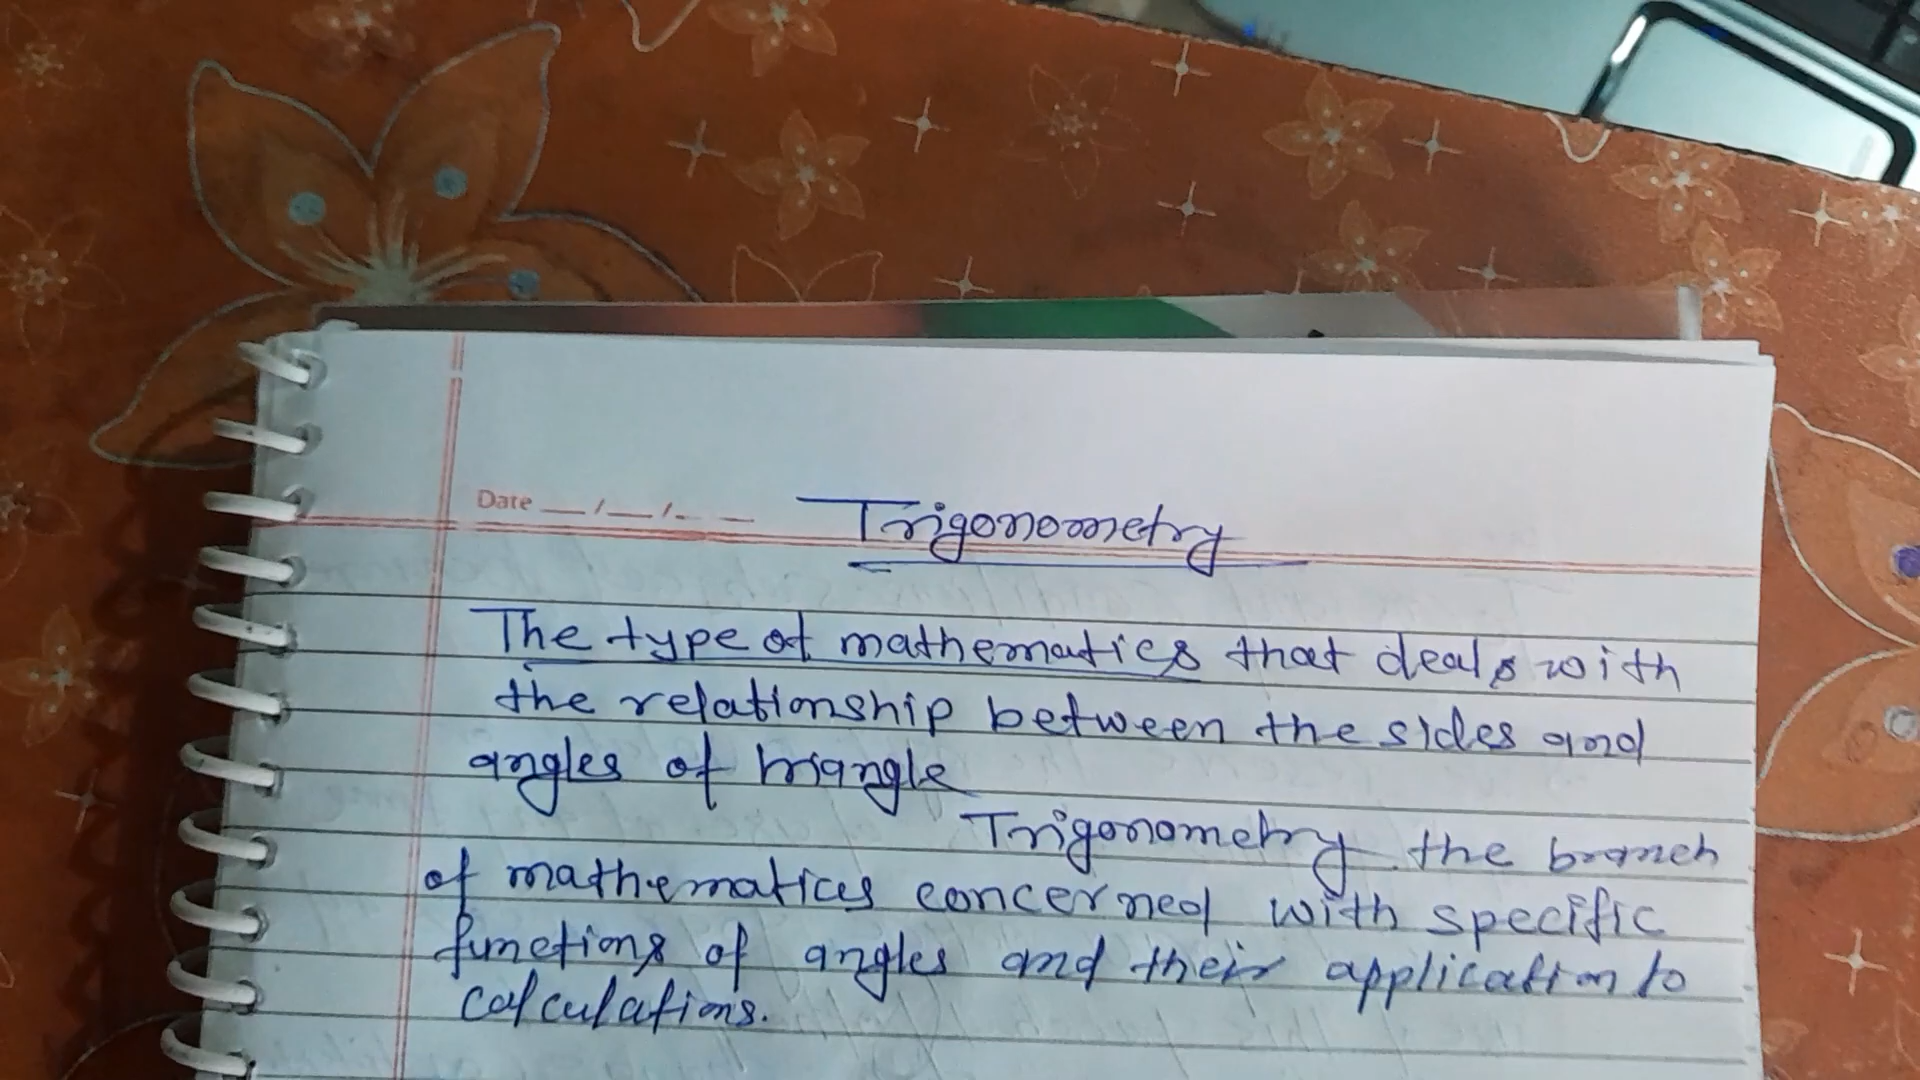 Date __/__/__ Trigonometry
The type of mathematics that deals with
the relationship between the sides and
angles of triangle
Trigonometry the branch
of mathematics concerned with specific
functions of angles and their application to
calculations.